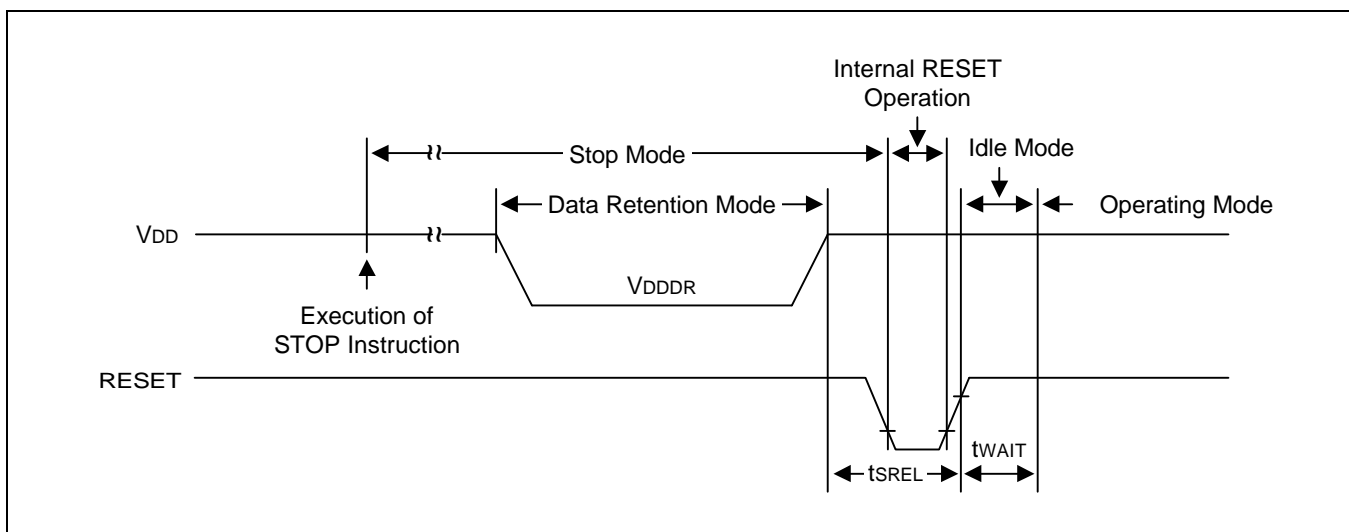 Internal RESET
Operation
Idle Mode
Stop Mode
Data Retention Mode
Operating Mode
VDD
VDDDR
Execution of
STOP Instruction
RESET
tWAIT
tSREL